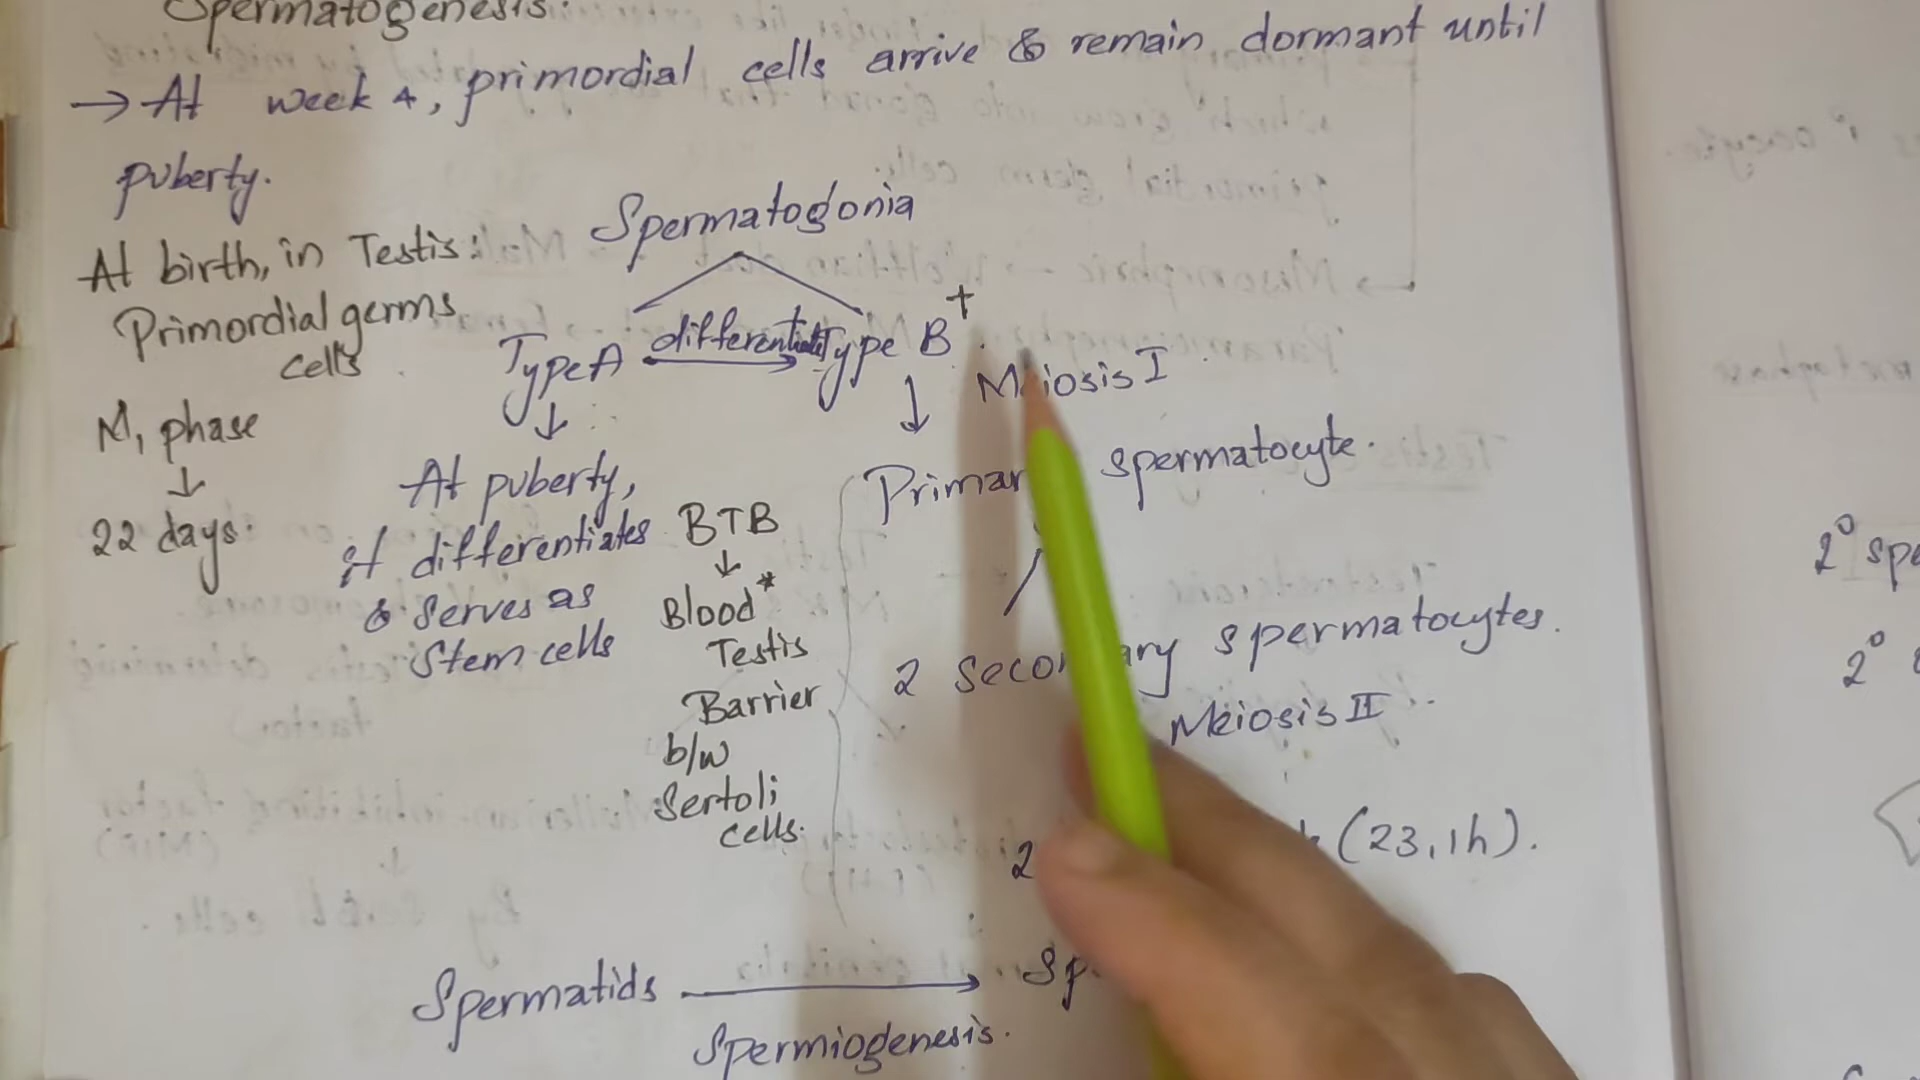 Spermatogenesis:
→ At week 4, primordial cells arrive & remain dormant until
puberty.
Spermatogonia
At birth, in Testis:
Primordial germs
cells
Type A differentiate Type B +
Meiosis I
M, phase
↓
22 days.
At puberty,
it differentiates
& serves as
Stem cells
BTB
↓
Blood*
Testis
Barrier
b/w
Sertoli
cells.
Primary spermatocyte.
2 secondary spermatocytes.
Meiosis II
2 (23, 1h).
Spermatids → Sp
Spermiogenesis.
2°
2°